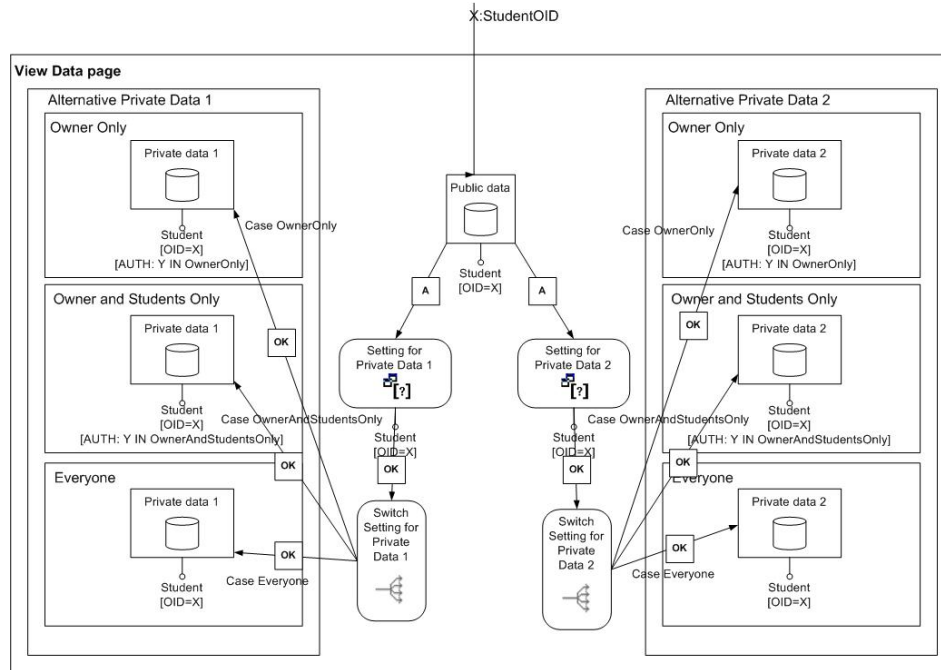 X:StudentOID
View Data page
Alternative Private Data 1
Owner Only
Private data 1
Student
[OID=X]
[AUTH: Y IN OwnerOnly]
Case OwnerOnly
Owner and Students Only
Private data 1
Student
[OID=X]
[AUTH: Y IN OwnerAndStudentsOnly]
OK
Case OwnerAndStudentsOnly
OK
Everyone
Private data 1
Student
[OID=X]
OK
Case Everyone
Public data
Student
[OID=X]
A
A
Setting for
Private Data 1
[?]
Student
[OID=X]
OK
Switch
Setting for
Private
Data 1
Setting for
Private Data 2
[?]
Student
[OID=X]
OK
Switch
Setting for
Private
Data 2
Alternative Private Data 2
Owner Only
Private data 2
Case OwnerOnly
Student
[OID=X]
[AUTH: Y IN OwnerOnly]
Owner and Students Only
OK
Private data 2
Student
[OID=X]
Case OwnerAndStudentsOnly
[AUTH: Y IN OwnerAndStudentsOnly]
OK
Everyone
Private data 2
OK
Case Everyone
Student
[OID=X]